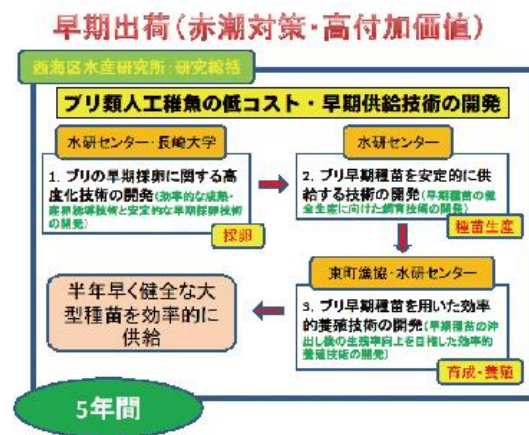 早期出荷（赤潮対策・高付加価値）
西海区水産研究所：研究総括
ブリ類人工稚魚の低コスト・早期供給技術の開発
水研センター・長崎大学
1. ブリの早期採卵に関する高
度化技術の開発(効率的な成熟・
産卵誘導技術と安定的な早期採卵技術
の開発)
採卵
水研センター
2. ブリ早期種苗を安定的に供
給する技術の開発(早期種苗の健
全生産に向けた飼育技術の開発)
種苗生産
東町漁協・水研センター
3. ブリ早期種苗を用いた効率
的養殖技術の開発(早期種苗の沖
出し後の生残率向上を目指した効率的
養殖技術の開発)
育成・養殖
半年早く健全な大
型種苗を効率的に
供給
5年間